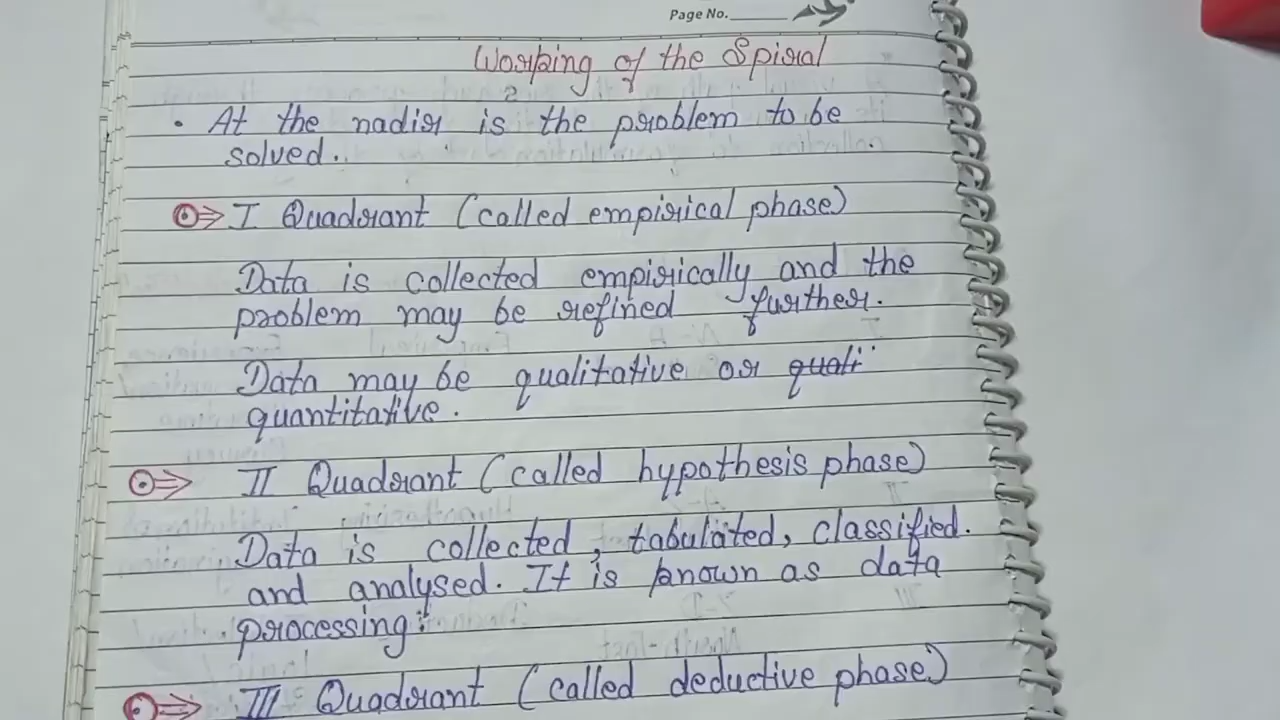 Page No.
Working of the Spiral
• At the nadir is the problem to be
solved.
⇒ I Quadrant (called empirical phase)
Data is collected empirically and the
problem may be refined further.
Data may be qualitative or quali
quantitative.
⇒ II Quadrant (called hypothesis phase)
Data is collected, tabulated, classified.
and analysed. It is known as data
processing.
⇒ III Quadrant (called deductive phase)